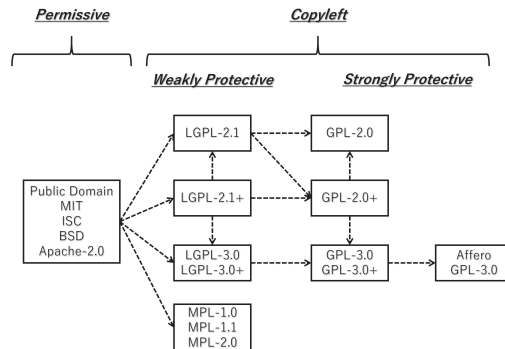 Permissive
Copyleft
Weakly Protective
Strongly Protective
LGPL-2.1
GPL-2.0
Public Domain
MIT
ISC
BSD
Apache-2.0
LGPL-2.1+
GPL-2.0+
LGPL-3.0
LGPL-3.0+
GPL-3.0
GPL-3.0+
Affero
GPL-3.0
MPL-1.0
MPL-1.1
MPL-2.0